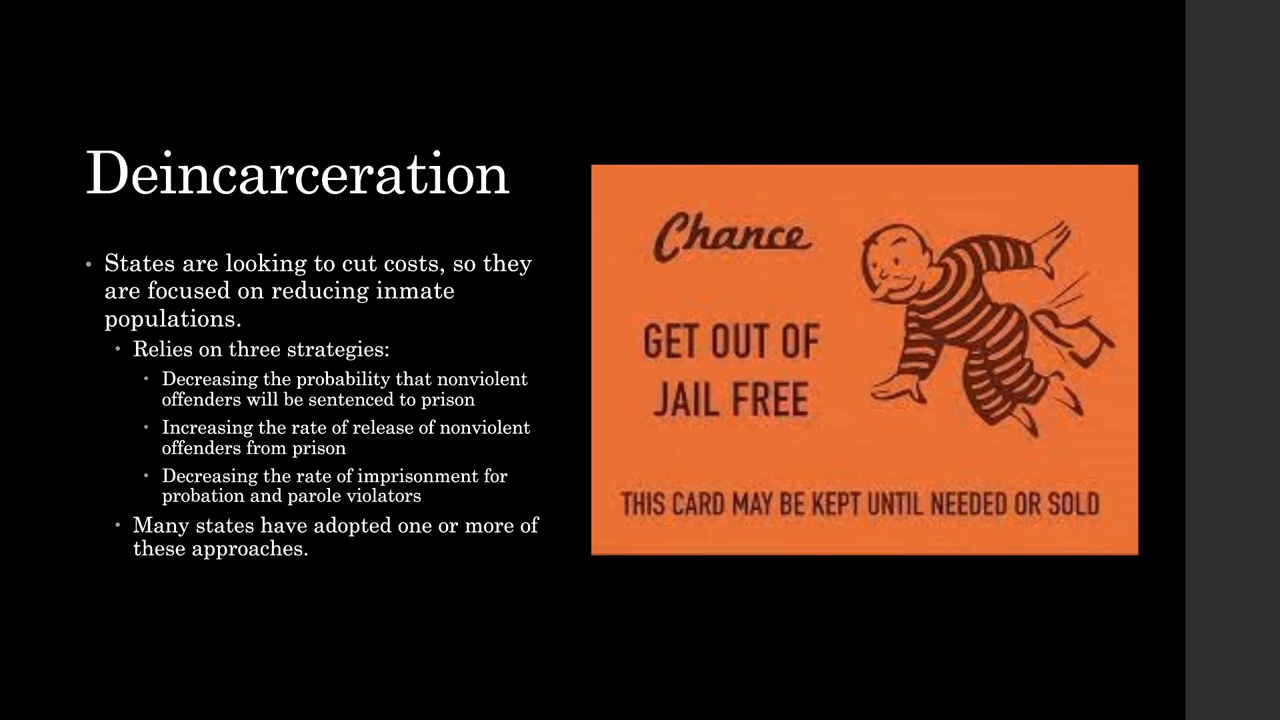 Deincarceration
• States are looking to cut costs, so they
are focused on reducing inmate
populations.
• Relies on three strategies:
• Decreasing the probability that nonviolent
offenders will be sentenced to prison
• Increasing the rate of release of nonviolent
offenders from prison
• Decreasing the rate of imprisonment for
probation and parole violators
• Many states have adopted one or more of
these approaches.
Chance
GET OUT OF
JAIL FREE
THIS CARD MAY BE KEPT UNTIL NEEDED OR SOLD